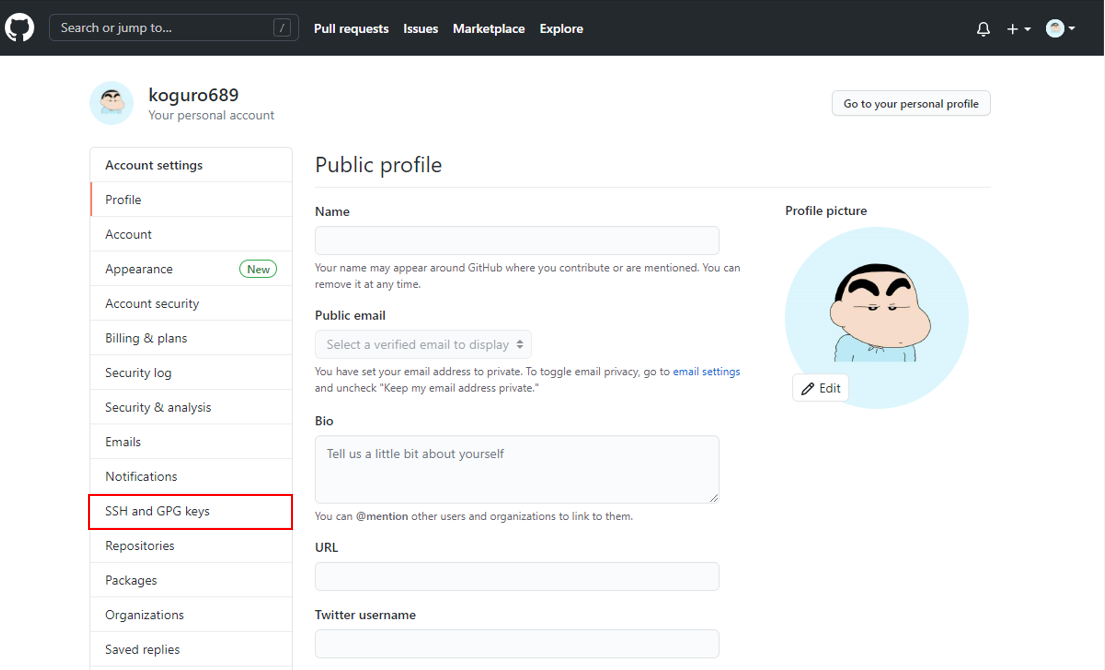 Search or jump to... /
Pull requests
Issues
Marketplace
Explore
koguro689
Your personal account
Go to your personal profile
Account settings
Profile
Account
Appearance
New
Account security
Billing & plans
Security log
Security & analysis
Emails
Notifications
SSH and GPG keys
Repositories
Packages
Organizations
Saved replies
Public profile
Name
Your name may appear around GitHub where you contribute or are mentioned. You can
remove it at any time.
Public email
Select a verified email to display
You have set your email address to private. To toggle email privacy, go to email settings
and uncheck "Keep my email address private."
Bio
Tell us a little bit about yourself
You can @mention other users and organizations to link to them.
URL
Twitter username
Profile picture
Edit